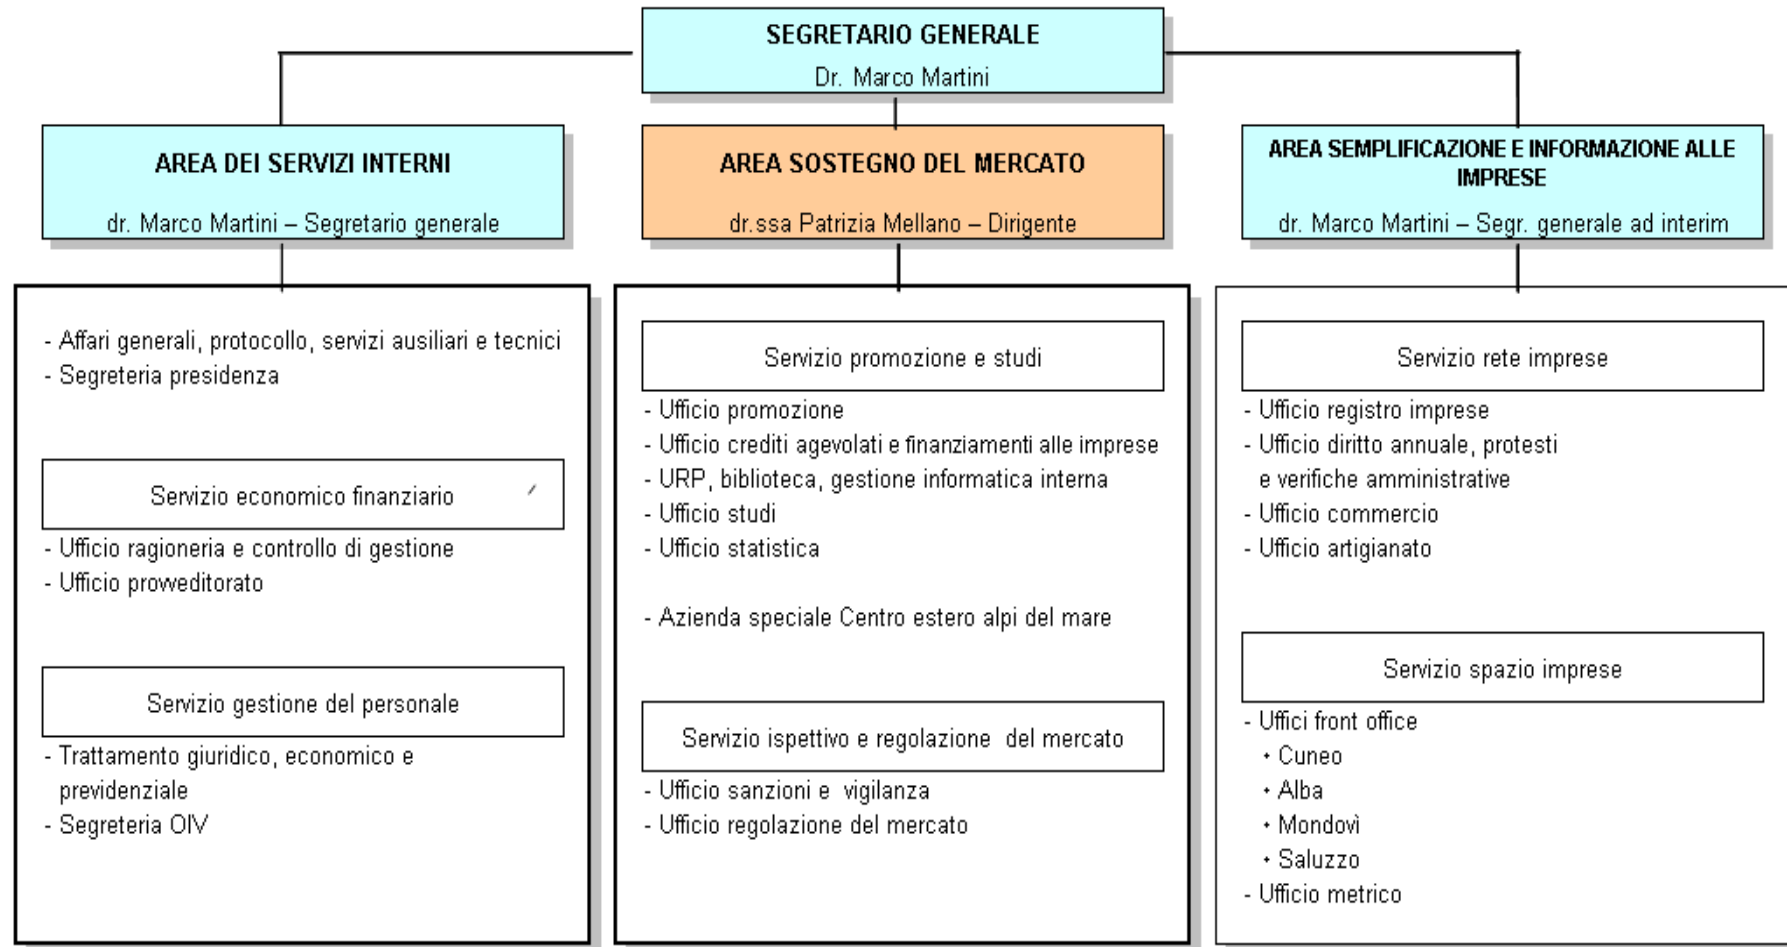 SEGRETARIO GENERALE
Dr. Marco Martini
AREA DEI SERVIZI INTERNI
dr. Marco Martini – Segretario generale
- Affari generali, protocollo, servizi ausiliari e tecnici
- Segreteria presidenza
Servizio economico finanziario
- Ufficio ragioneria e controllo di gestione
- Ufficio provveditorato
Servizio gestione del personale
- Trattamento giuridico, economico e
previdenziale
- Segreteria OIV
AREA SOSTEGNO DEL MERCATO
dr.ssa Patrizia Mellano – Dirigente
Servizio promozione e studi
- Ufficio promozione
- Ufficio crediti agevolati e finanziamenti alle imprese
- URP, biblioteca, gestione informatica interna
- Ufficio studi
- Ufficio statistica
- Azienda speciale Centro estero alpi del mare
Servizio ispettivo e regolazione del mercato
- Ufficio sanzioni e vigilanza
- Ufficio regolazione del mercato
AREA SEMPLIFICAZIONE E INFORMAZIONE ALLE
IMPRESE
dr. Marco Martini – Segr. generale ad interim
Servizio rete imprese
- Ufficio registro imprese
- Ufficio diritto annuale, protesti
e verifiche amministrative
- Ufficio commercio
- Ufficio artigianato
Servizio spazio imprese
- Uffici front office
• Cuneo
• Alba
• Mondovì
• Saluzzo
- Ufficio metrico